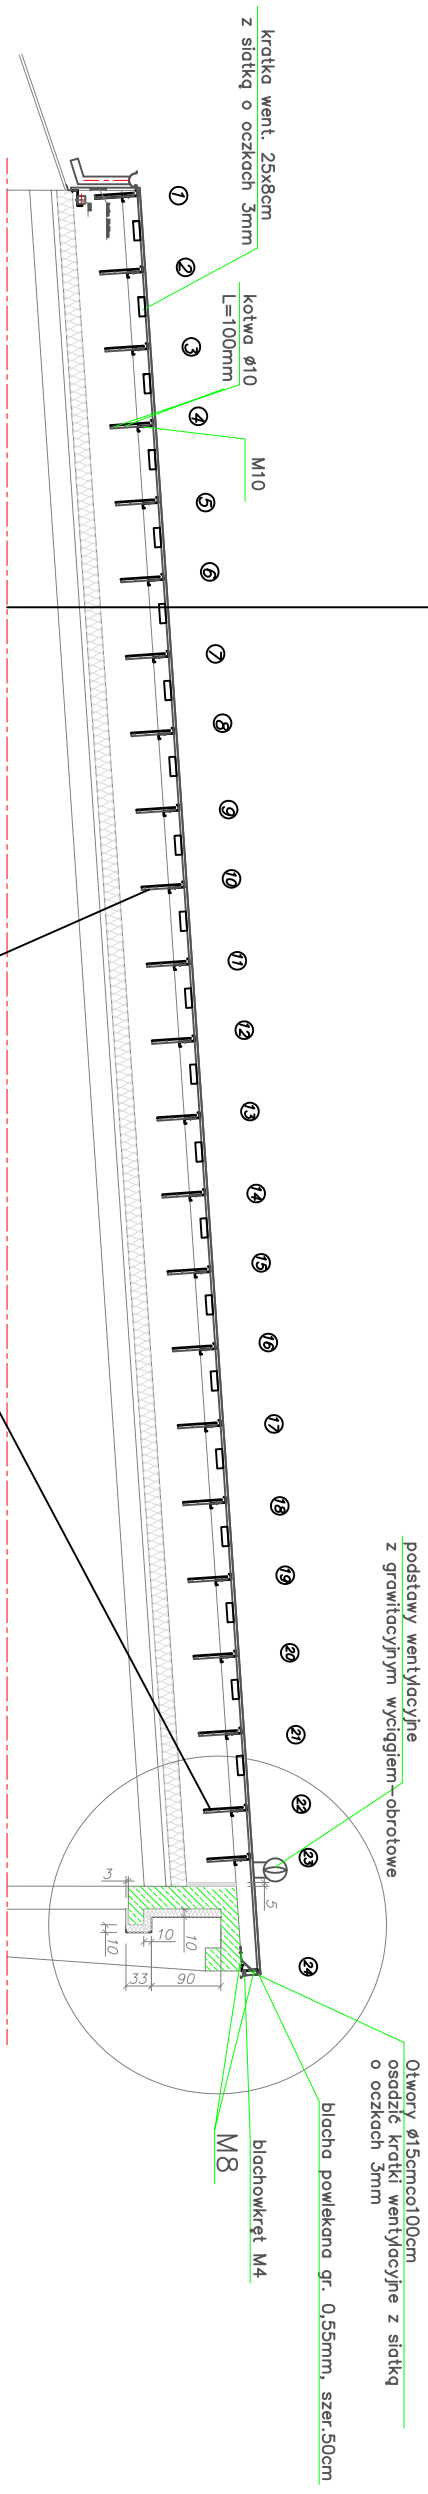 kratka went. 25x8cm
z siatką o oczkach 3mm
kotwa ø10
L=100mm
M10
1
2
3
4
5
6
7
8
9
10
11
12
13
14
15
16
17
18
19
20
21
22
23
24
podstawy wentylacyjne
z grawitacyjnym wyciągiem-obrotowe
5
3
10
10
10
33
90
Otwory ø15cmco100cm
osadzić kratki wentylacyjne z siatką
o oczkach 3mm
blacha powlekana gr. 0,55mm, szer.50cm
blachowkręt M4
M8